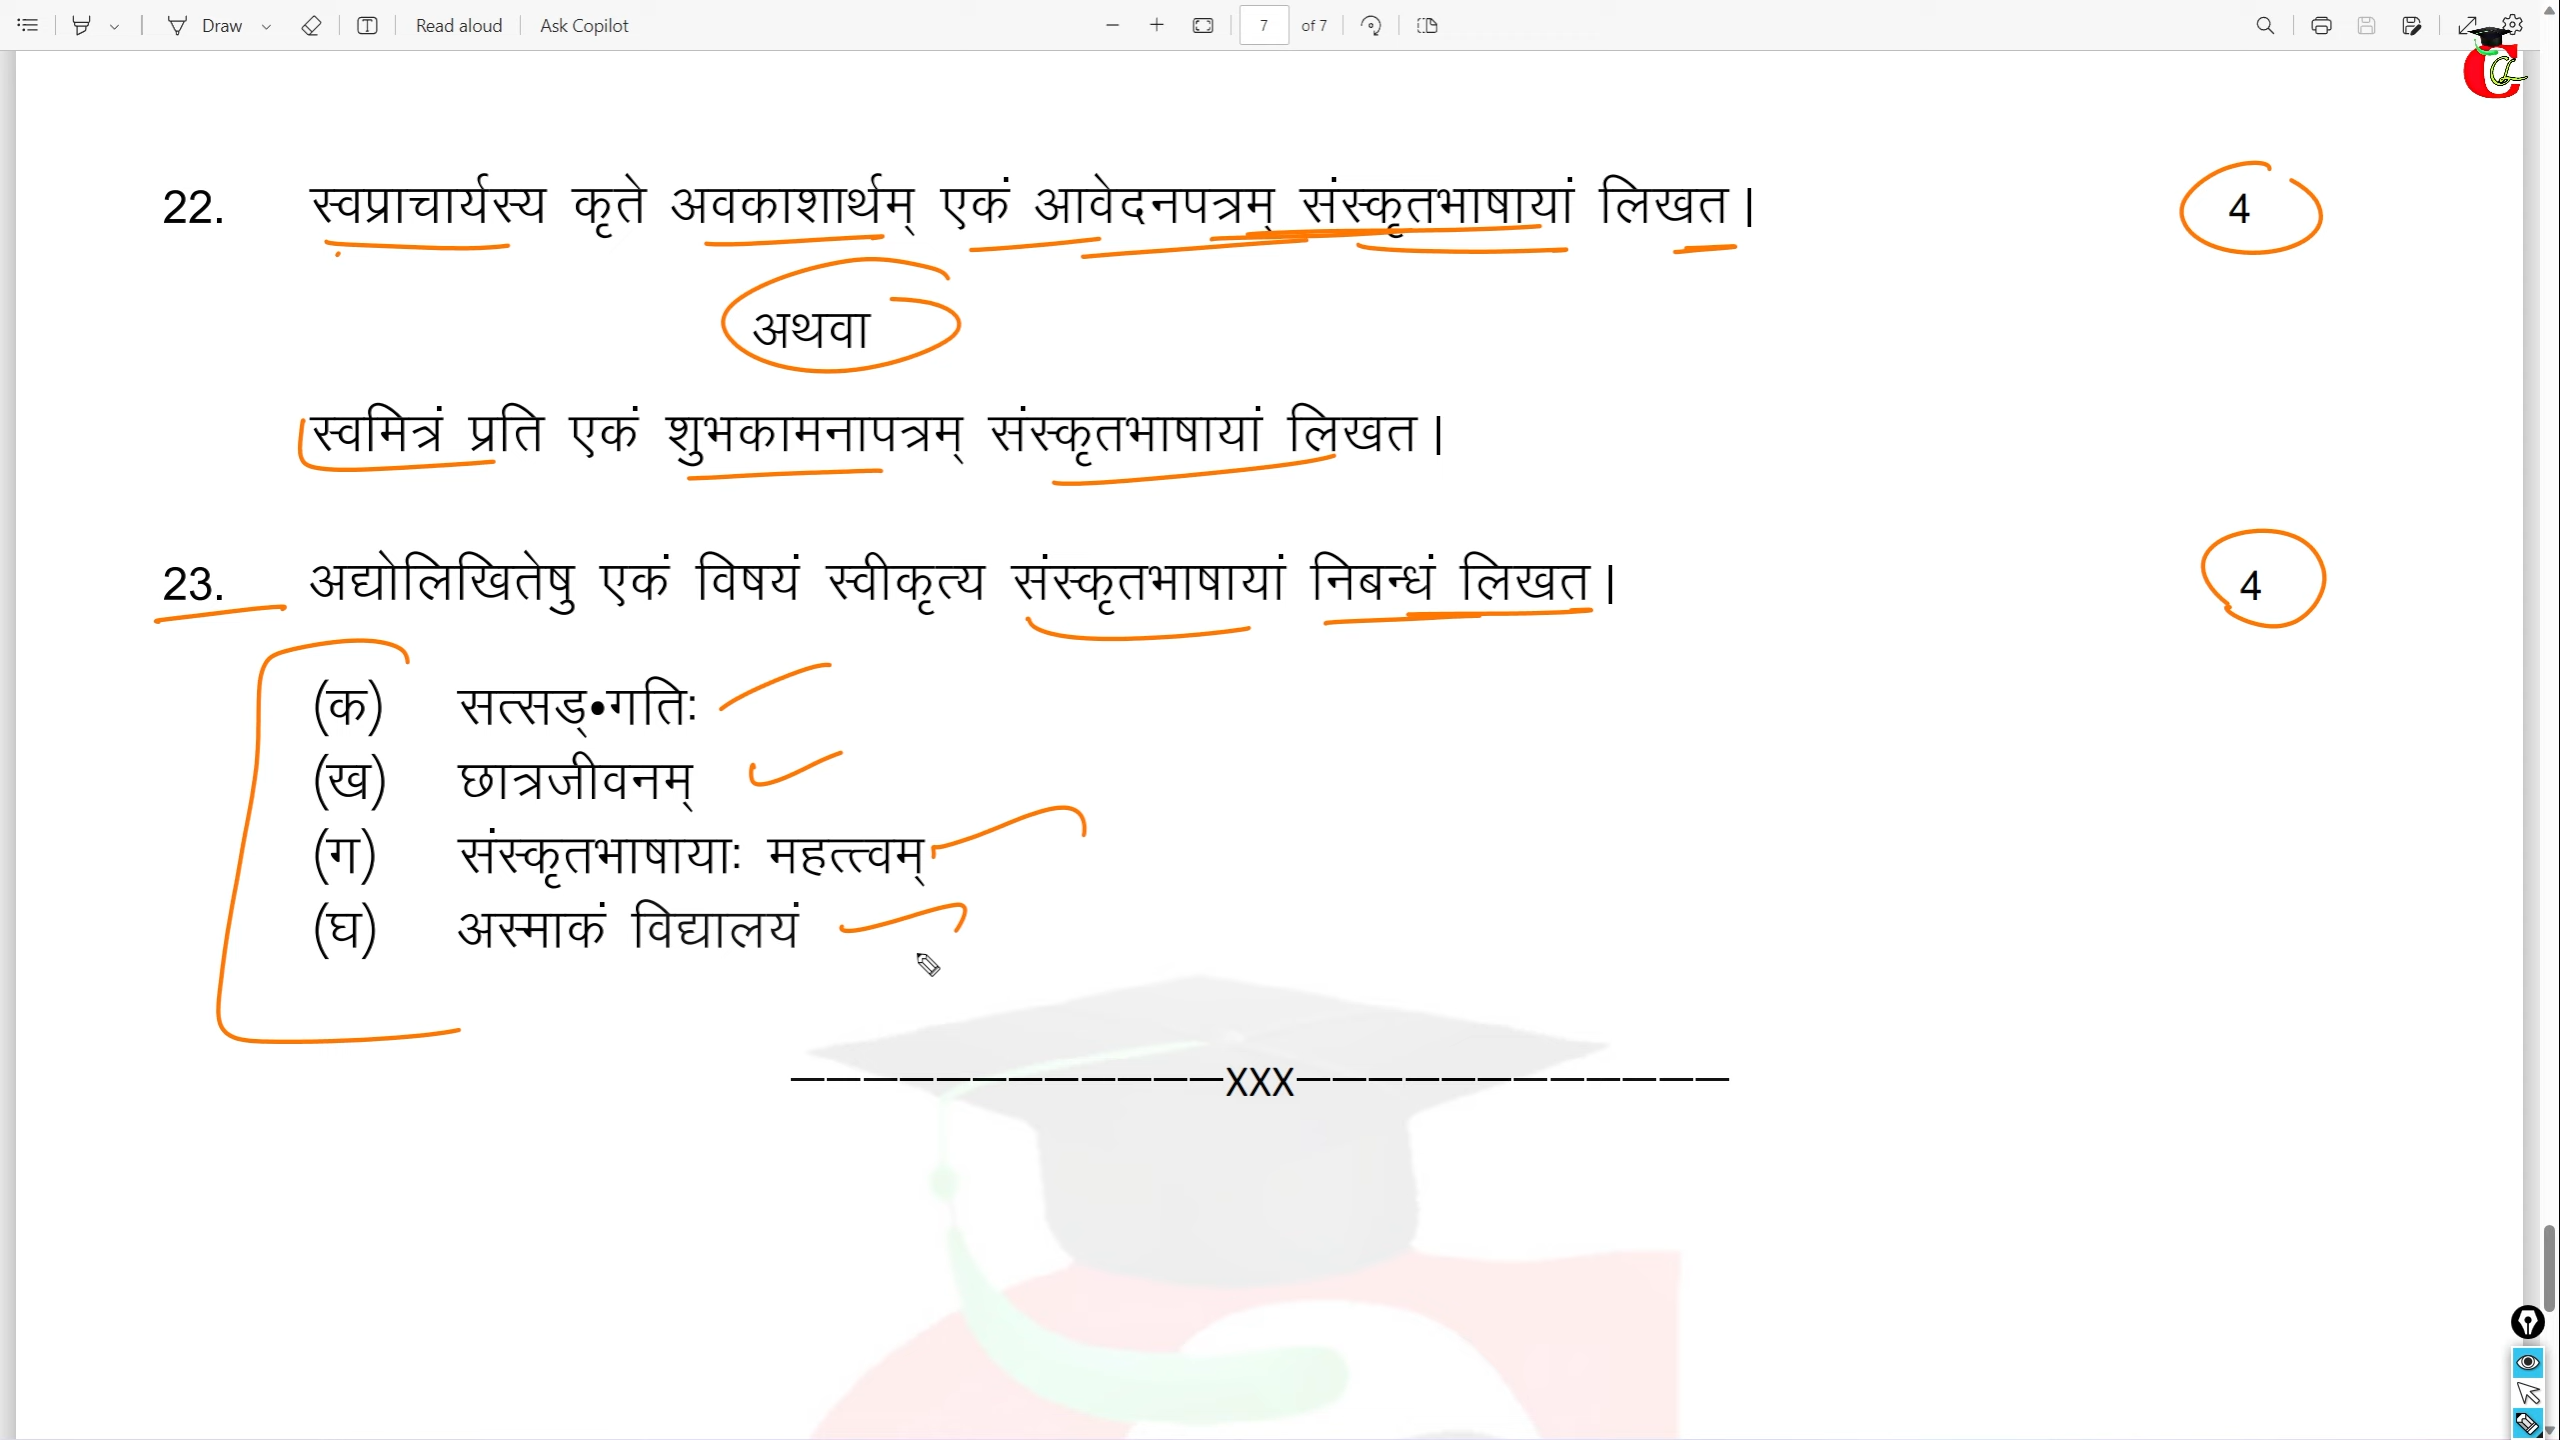 Draw Read aloud Ask Copilot 7 of 7
22. स्वप्राचार्यस्य कृते अवकाशार्थम् एकं आवेदनपत्रम् संस्कृतभाषायां लिखत। 4
अथवा
स्वमित्रं प्रति एकं शुभकामनापत्रम् संस्कृतभाषायां लिखत।
23. अद्योलिखितेषु एकं विषयं स्वीकृत्य संस्कृतभाषायां निबन्धं लिखत। 4
(क) सत्सड्•गतिः
(ख) छात्रजीवनम्
(ग) संस्कृतभाषायाः महत्त्वम्
(घ) अस्माकं विद्यालयं
————————————XXX————————————